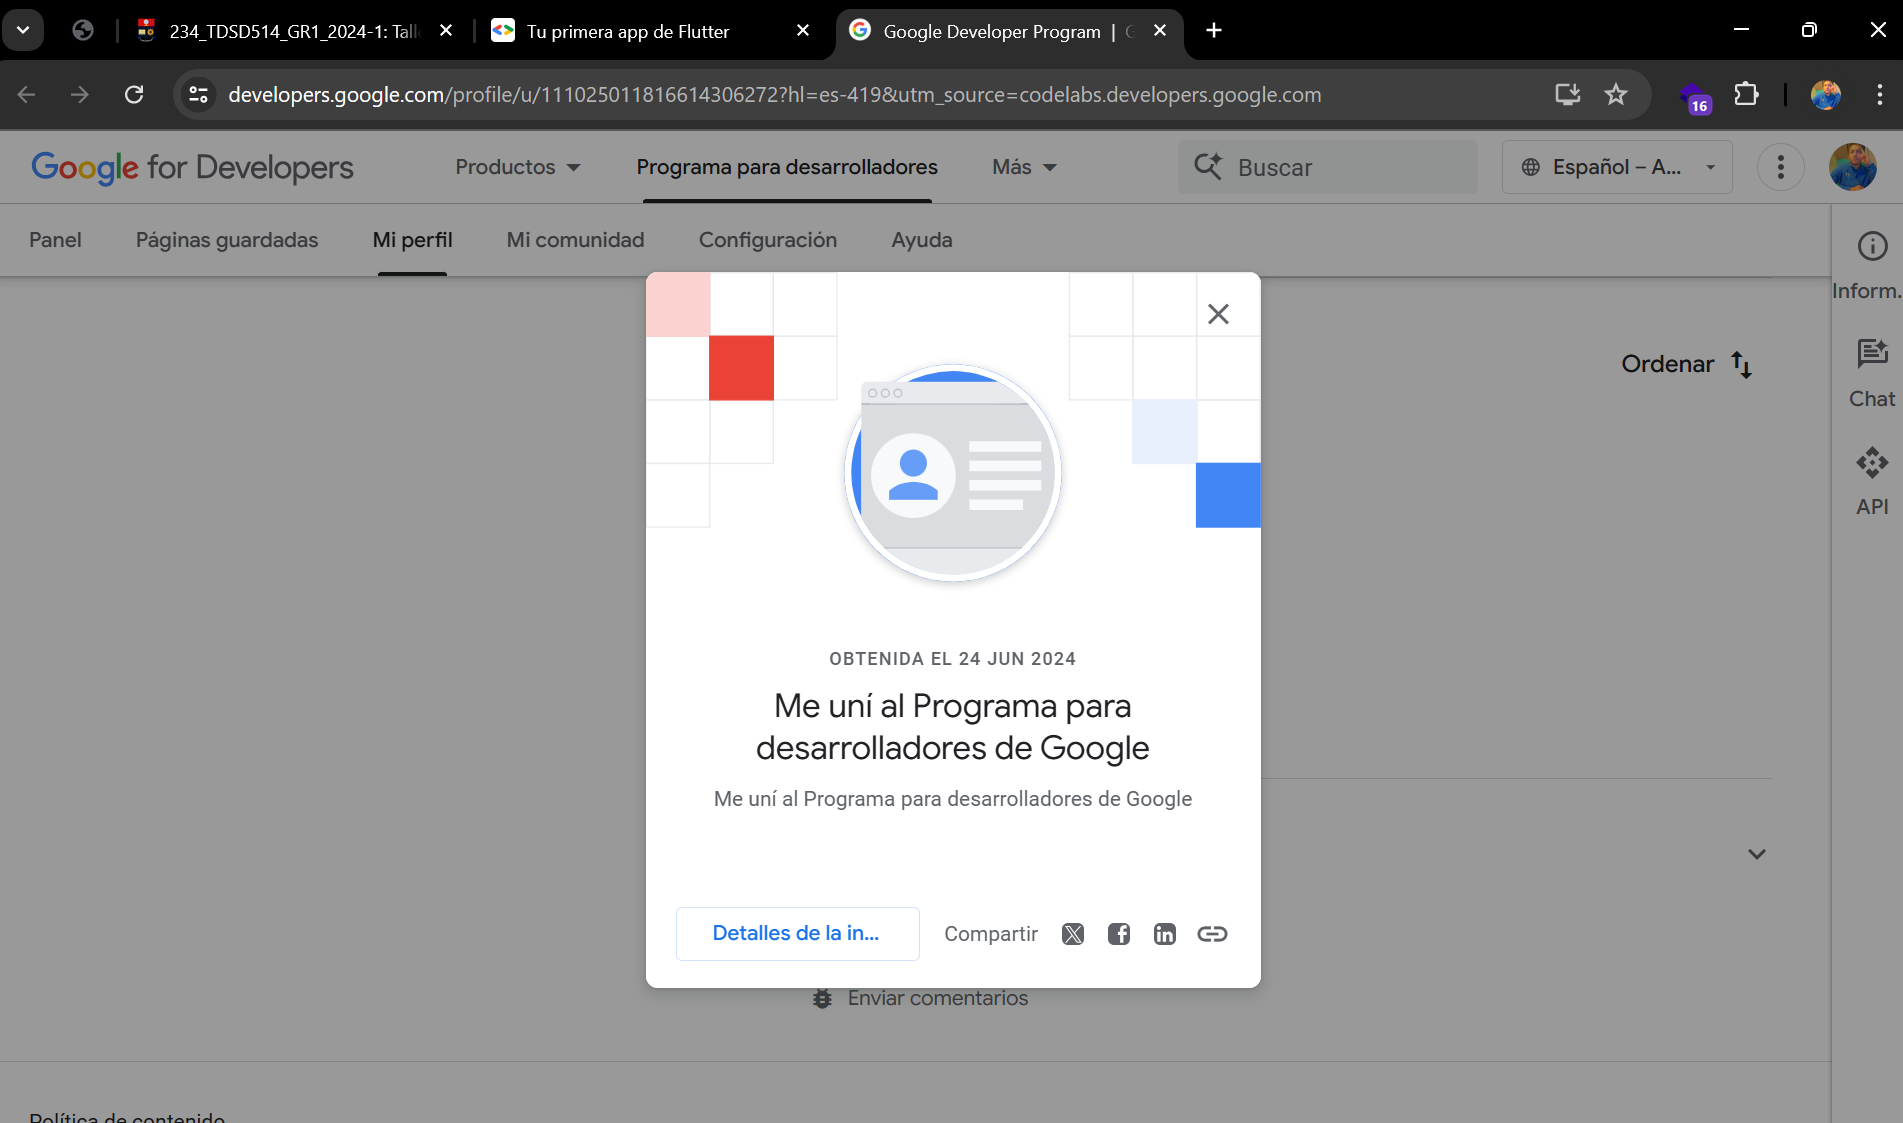 234_TDSD514_GR1_2024-1: Tall
Tu primera app de Flutter
Google Developer Program | G
developers.google.com/profile/u/111025011816614306272?hl=es-419&utm_source=codelabs.developers.google.com
16
Google for Developers
Productos
Programa para desarrolladores
Más
Buscar
Español – A...
Panel
Páginas guardadas
Mi perfil
Mi comunidad
Configuración
Ayuda
Inform.
Ordenar
Chat
API
OBTENIDA EL 24 JUN 2024
Me uní al Programa para
desarrolladores de Google
Me uní al Programa para desarrolladores de Google
Detalles de la in...
Compartir
Enviar comentarios
Política de contenido